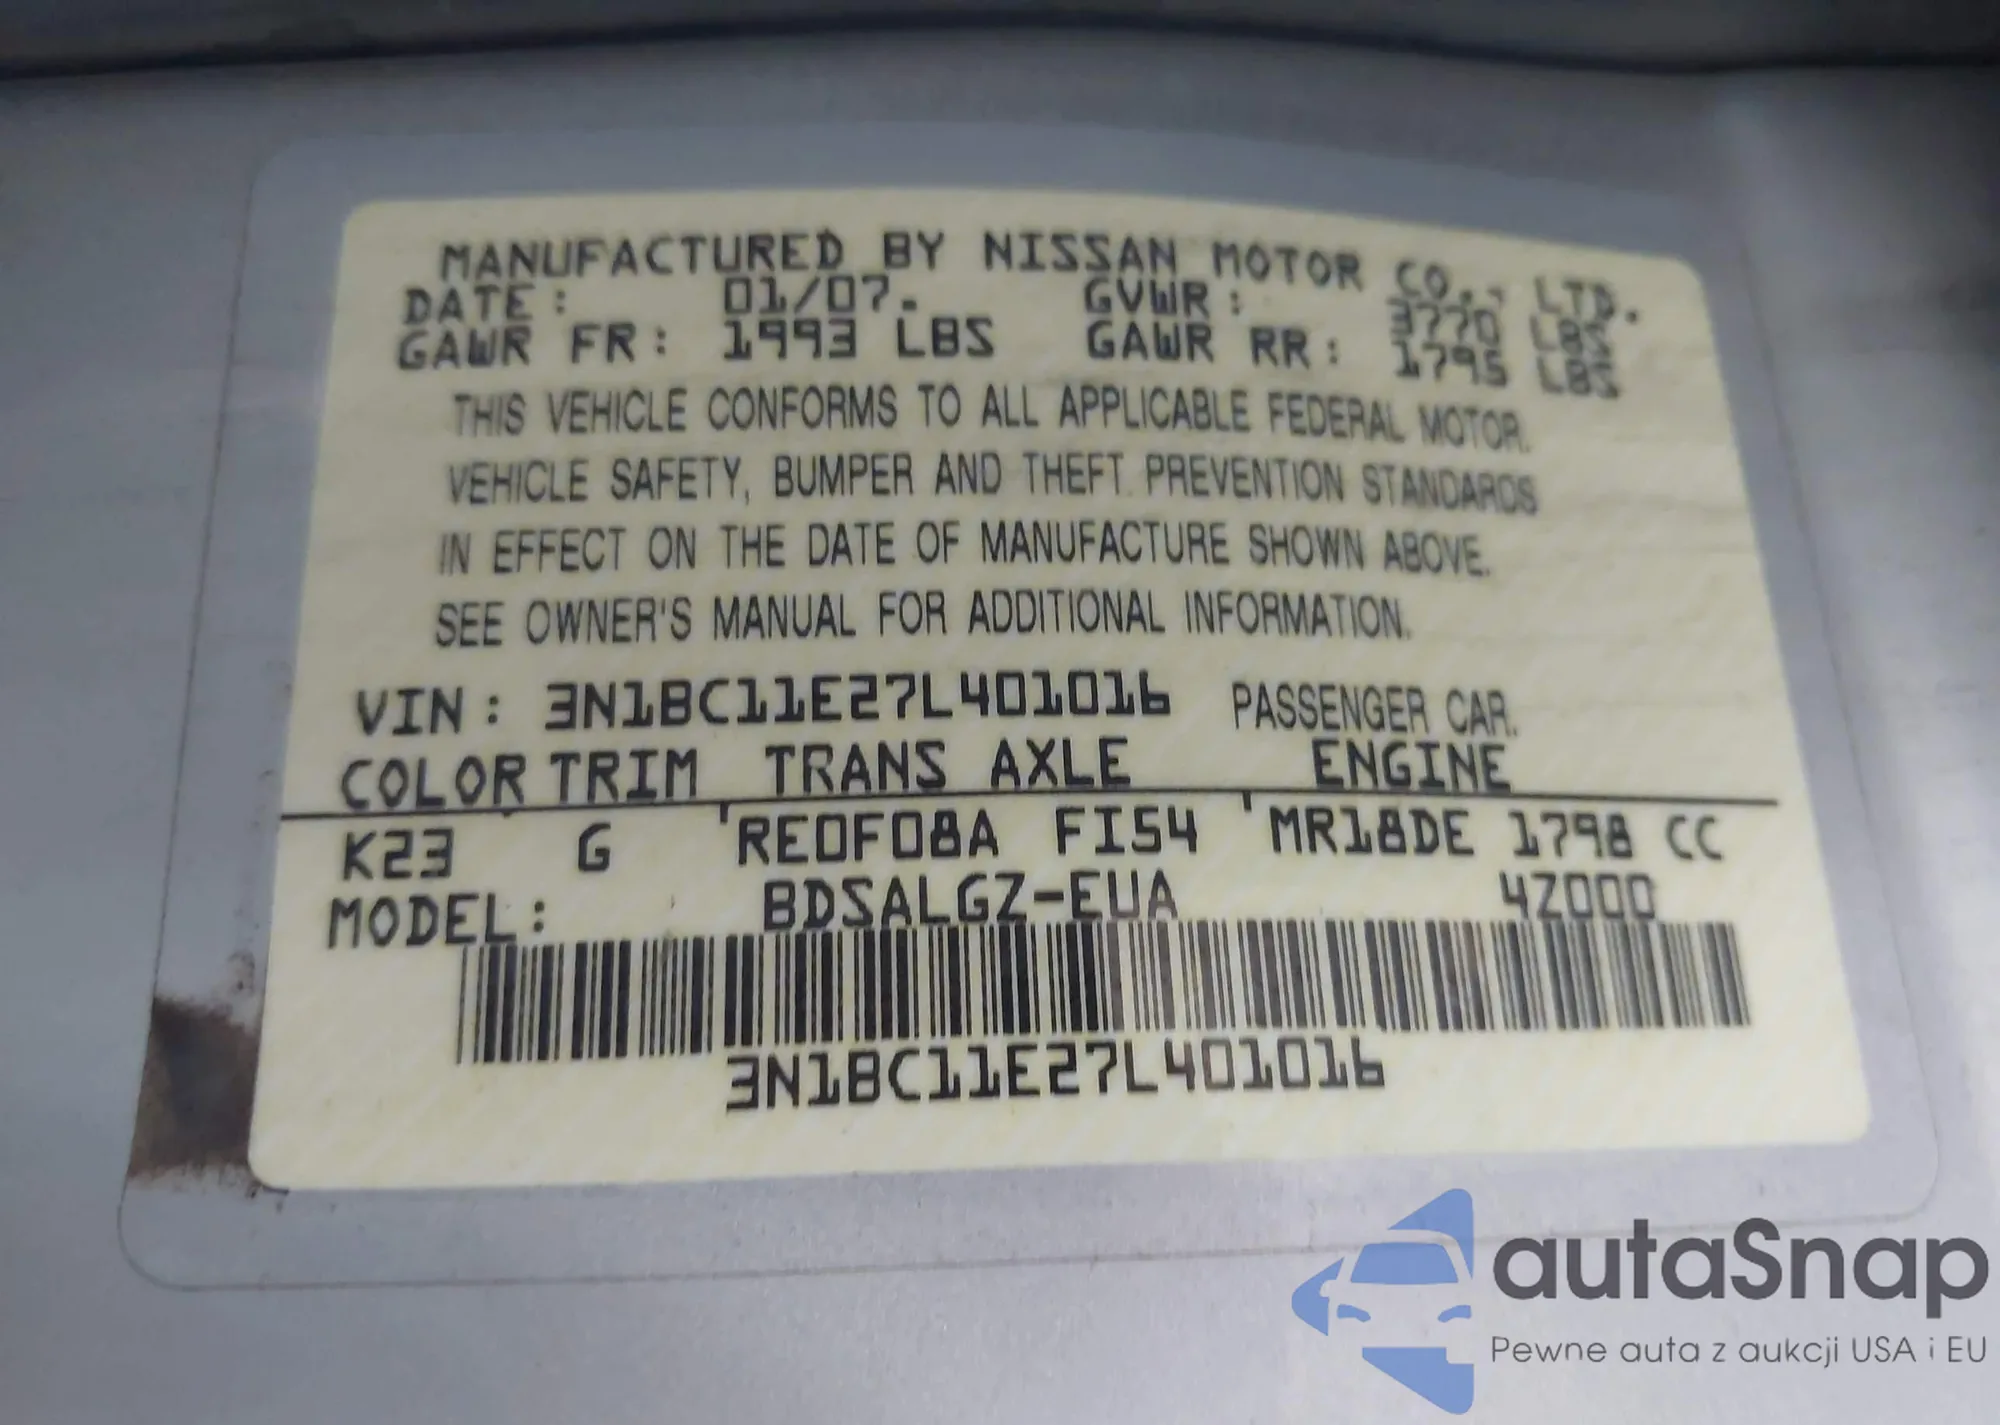 MANUFACTURED BY NISSAN MOTOR CO., LTD.
DATE: 01/07. GVWR: 3770 LBS
GAWR FR: 1993 LBS GAWR RR: 1795 LBS
THIS VEHICLE CONFORMS TO ALL APPLICABLE FEDERAL MOTOR.
VEHICLE SAFETY, BUMPER AND THEFT PREVENTION STANDARDS
IN EFFECT ON THE DATE OF MANUFACTURE SHOWN ABOVE.
SEE OWNER'S MANUAL FOR ADDITIONAL INFORMATION.
VIN: 3N1BC11E27L401016 PASSENGER CAR.
COLOR TRIM TRANS AXLE ENGINE
K23 G 'RE0F08A FI54 'MR18DE 1798 CC
MODEL: BDSALGZ-EUA 4Z000
3N1BC11E27L401016
autaSnap
Pewne auta z aukcji USA i EU